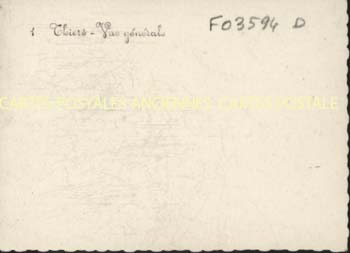 1 Thiers - Vue générale
F03594 D
CARTES POSTALES ANCIENNES CARTES POSTALE